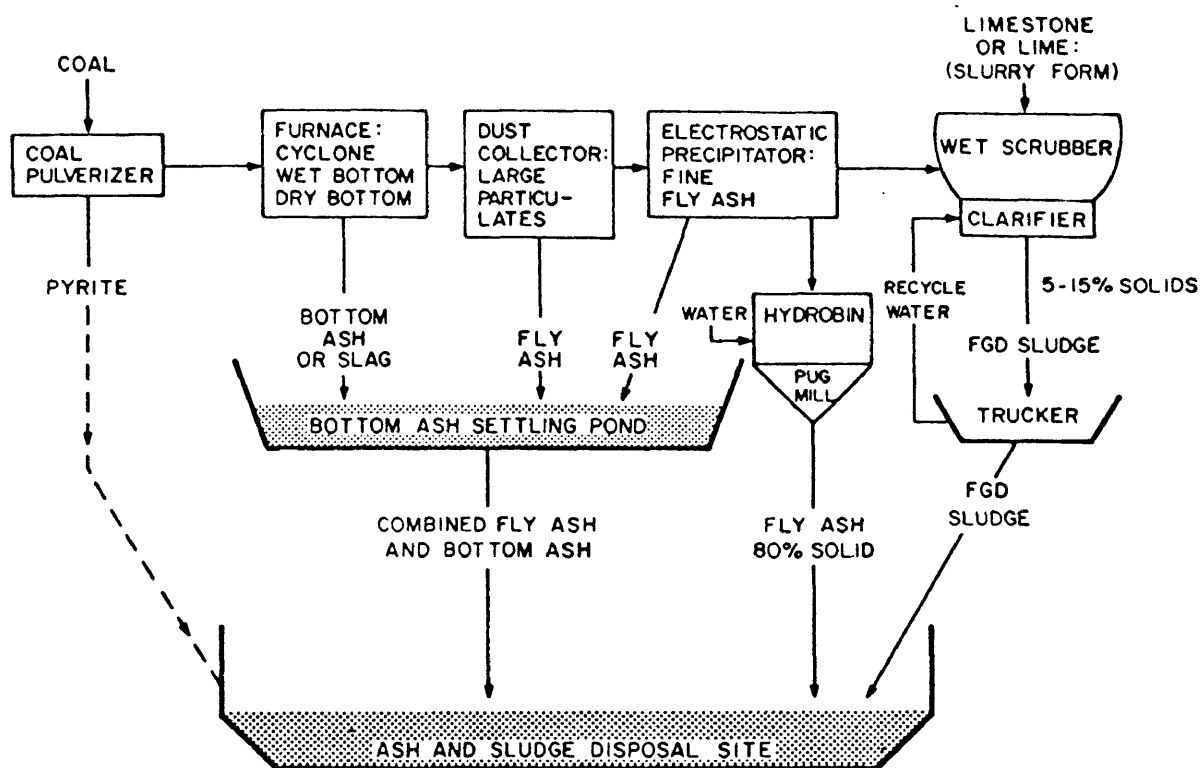 LIMESTONE
OR LIME:
(SLURRY FORM)
COAL
COAL
PULVERIZER
FURNACE:
CYCLONE
WET BOTTOM
DRY BOTTOM
DUST
COLLECTOR:
LARGE
PARTICU-
LATES
ELECTROSTATIC
PRECIPITATOR:
FINE
FLY ASH
WET SCRUBBER
CLARIFIER
PYRITE
BOTTOM
ASH
OR SLAG
FLY
ASH
FLY
ASH
WATER
HYDROBIN
PUG
MILL
RECYCLE
WATER
5-15% SOLIDS
FGD SLUDGE
TRUCKER
BOTTOM ASH SETTLING POND
COMBINED FLY ASH
AND BOTTOM ASH
FLY ASH
80% SOLID
FGD
SLUDGE
ASH AND SLUDGE DISPOSAL SITE